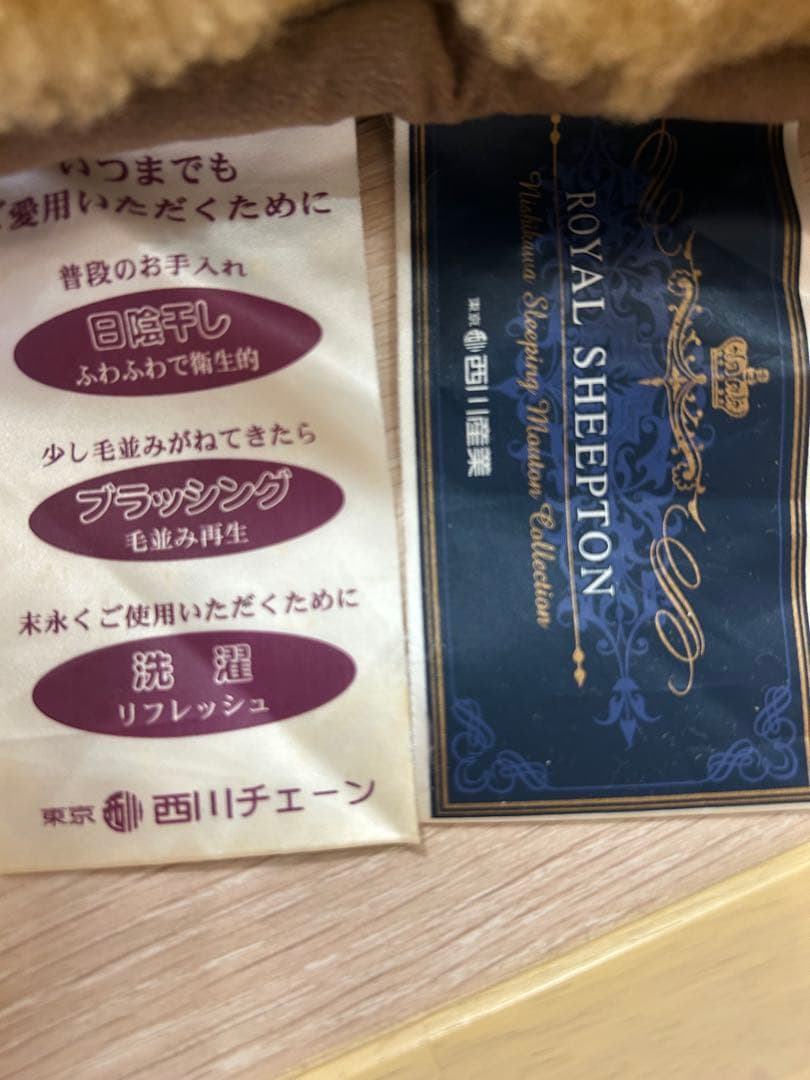 いつまでも
ご愛用いただくために
普段のお手入れ
日陰干し
ふわふわで衛生的
少し毛並みがねてきたら
ブラッシング
毛並み再生
末永くご使用いただくために
洗 濯
リフレッシュ
東京 西川チェーン
ROYAL SHEEPTON
Nishikawa Sleeping Mouton Collection
東京 西川産業